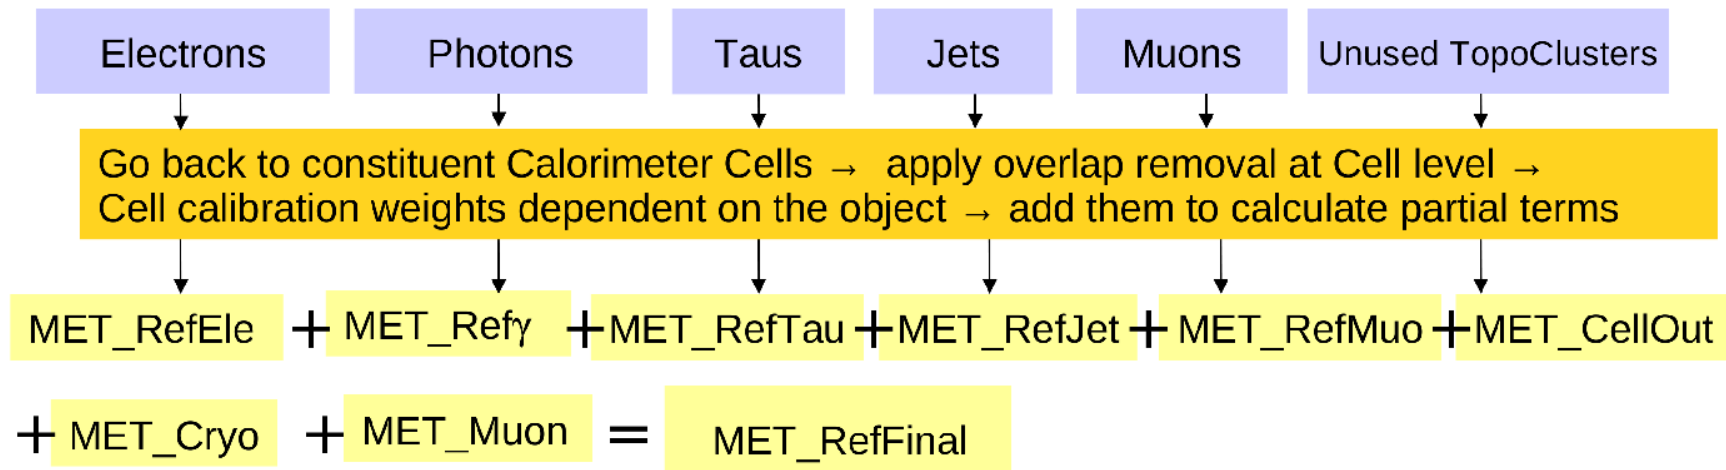 Electrons Photons Taus Jets Muons Unused TopoClusters
Go back to constituent Calorimeter Cells → apply overlap removal at Cell level →
Cell calibration weights dependent on the object → add them to calculate partial terms
MET_RefEle + MET_Refγ + MET_RefTau + MET_RefJet + MET_RefMuo + MET_CellOut
+ MET_Cryo + MET_Muon = MET_RefFinal